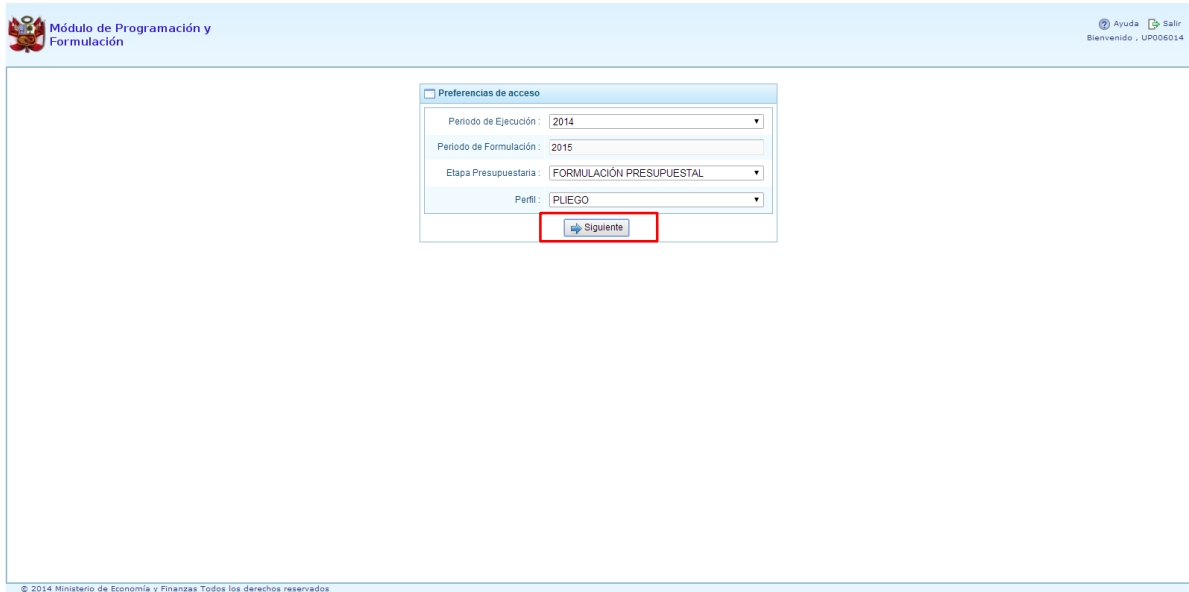 Módulo de Programación y
Formulación
Ayuda Salir
Bienvenido , UP006014
Preferencias de acceso
Periodo de Ejecución : 2014
Periodo de Formulación : 2015
Etapa Presupuestaria : FORMULACIÓN PRESUPUESTAL
Perfil : PLIEGO
Siguiente
© 2014 Ministerio de Economía y Finanzas Todos los derechos reservados